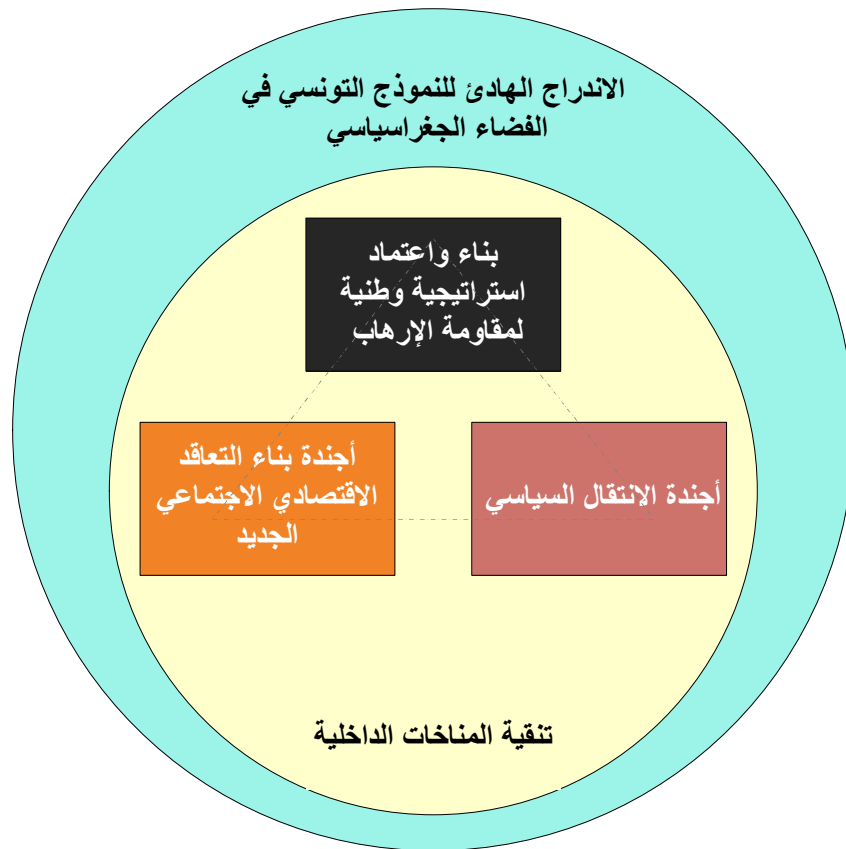 الاندراج الهادئ للنموذج التونسي في
الفضاء الجغراسياسي
بناء واعتماد
استراتيجية وطنية
لمقاومة الإرهاب
أجندة الإنتقال السياسي
أجندة بناء التعاقد
الاقتصادي الاجتماعي
الجديد
تنقية المناخات الداخلية